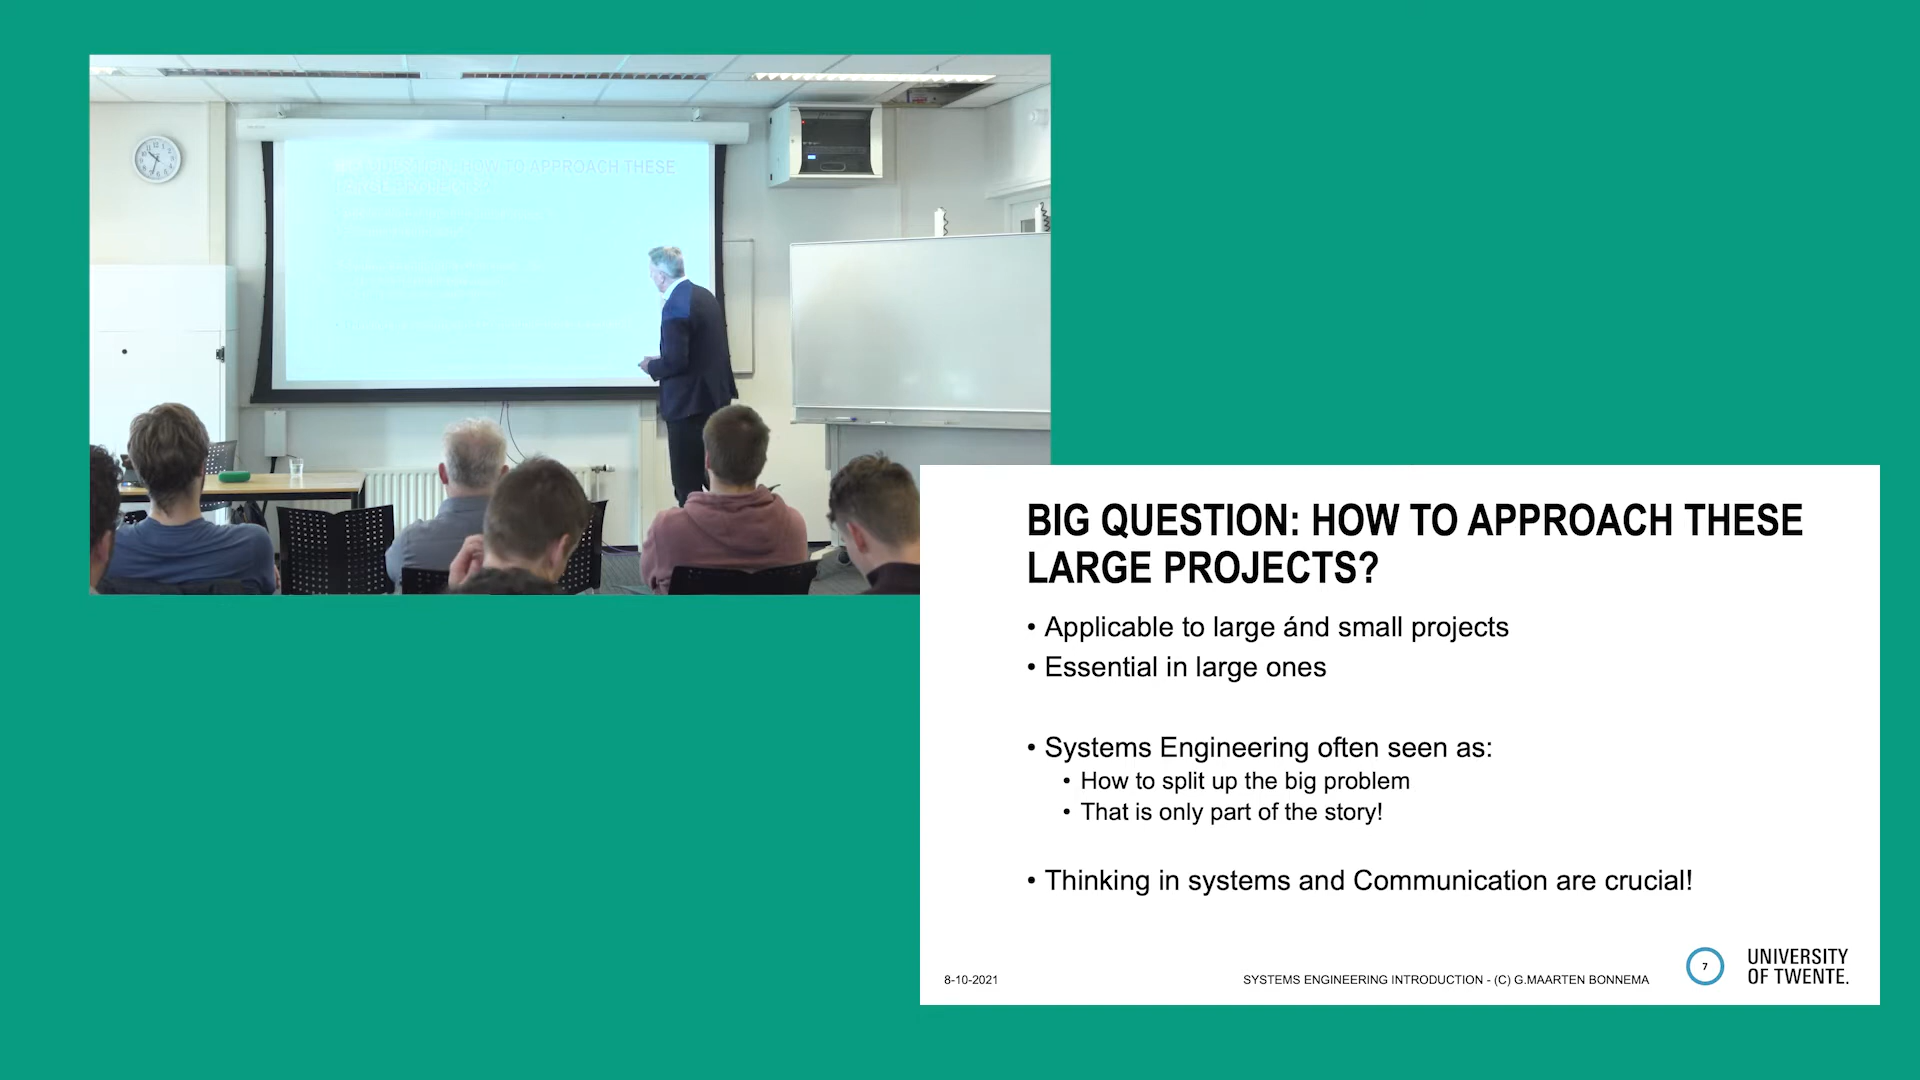 BIG QUESTION: HOW TO APPROACH THESE
LARGE PROJECTS?
• Applicable to large ánd small projects
• Essential in large ones
• Systems Engineering often seen as:
• How to split up the big problem
• That is only part of the story!
• Thinking in systems and Communication are crucial!
8-10-2021
SYSTEMS ENGINEERING INTRODUCTION - (C) G.MAARTEN BONNEMA
7
UNIVERSITY
OF TWENTE.